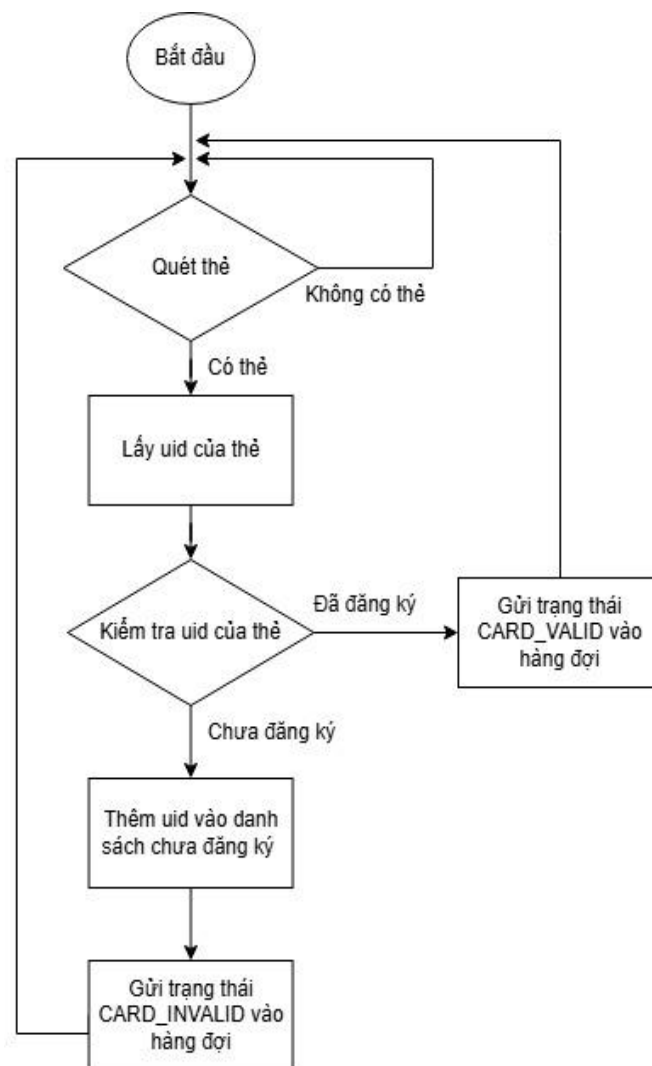 Bắt đầu
Quét thẻ
Không có thẻ
Có thẻ
Lấy uid của thẻ
Kiểm tra uid của thẻ
Đã đăng ký
Gửi trạng thái
CARD_VALID vào
hàng đợi
Chưa đăng ký
Thêm uid vào danh
sách chưa đăng ký
Gửi trạng thái
CARD_INVALID vào
hàng đợi